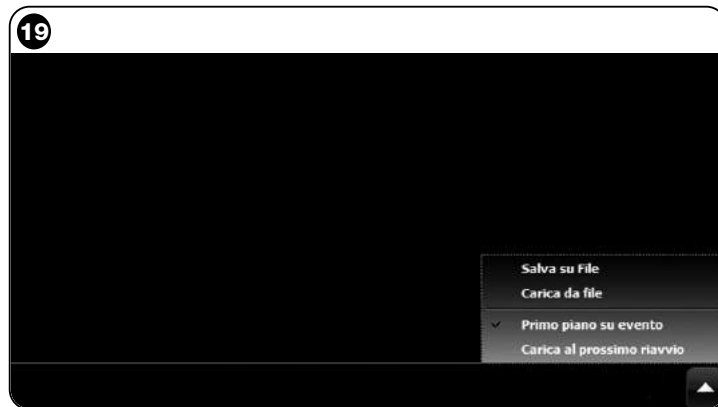 19
Salva su File
Carica da file
Primo piano su evento
Carica al prossimo riavvio